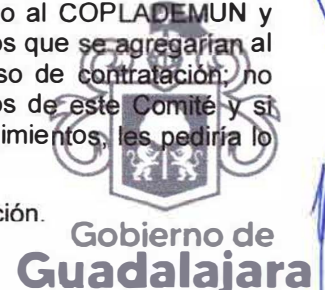 o al COPLADEMUN y
os que se agregarían al
so de contratación; no
os de este Comité y si
imientos, les pediría lo
ción.
Gobierno de
Guadalajara